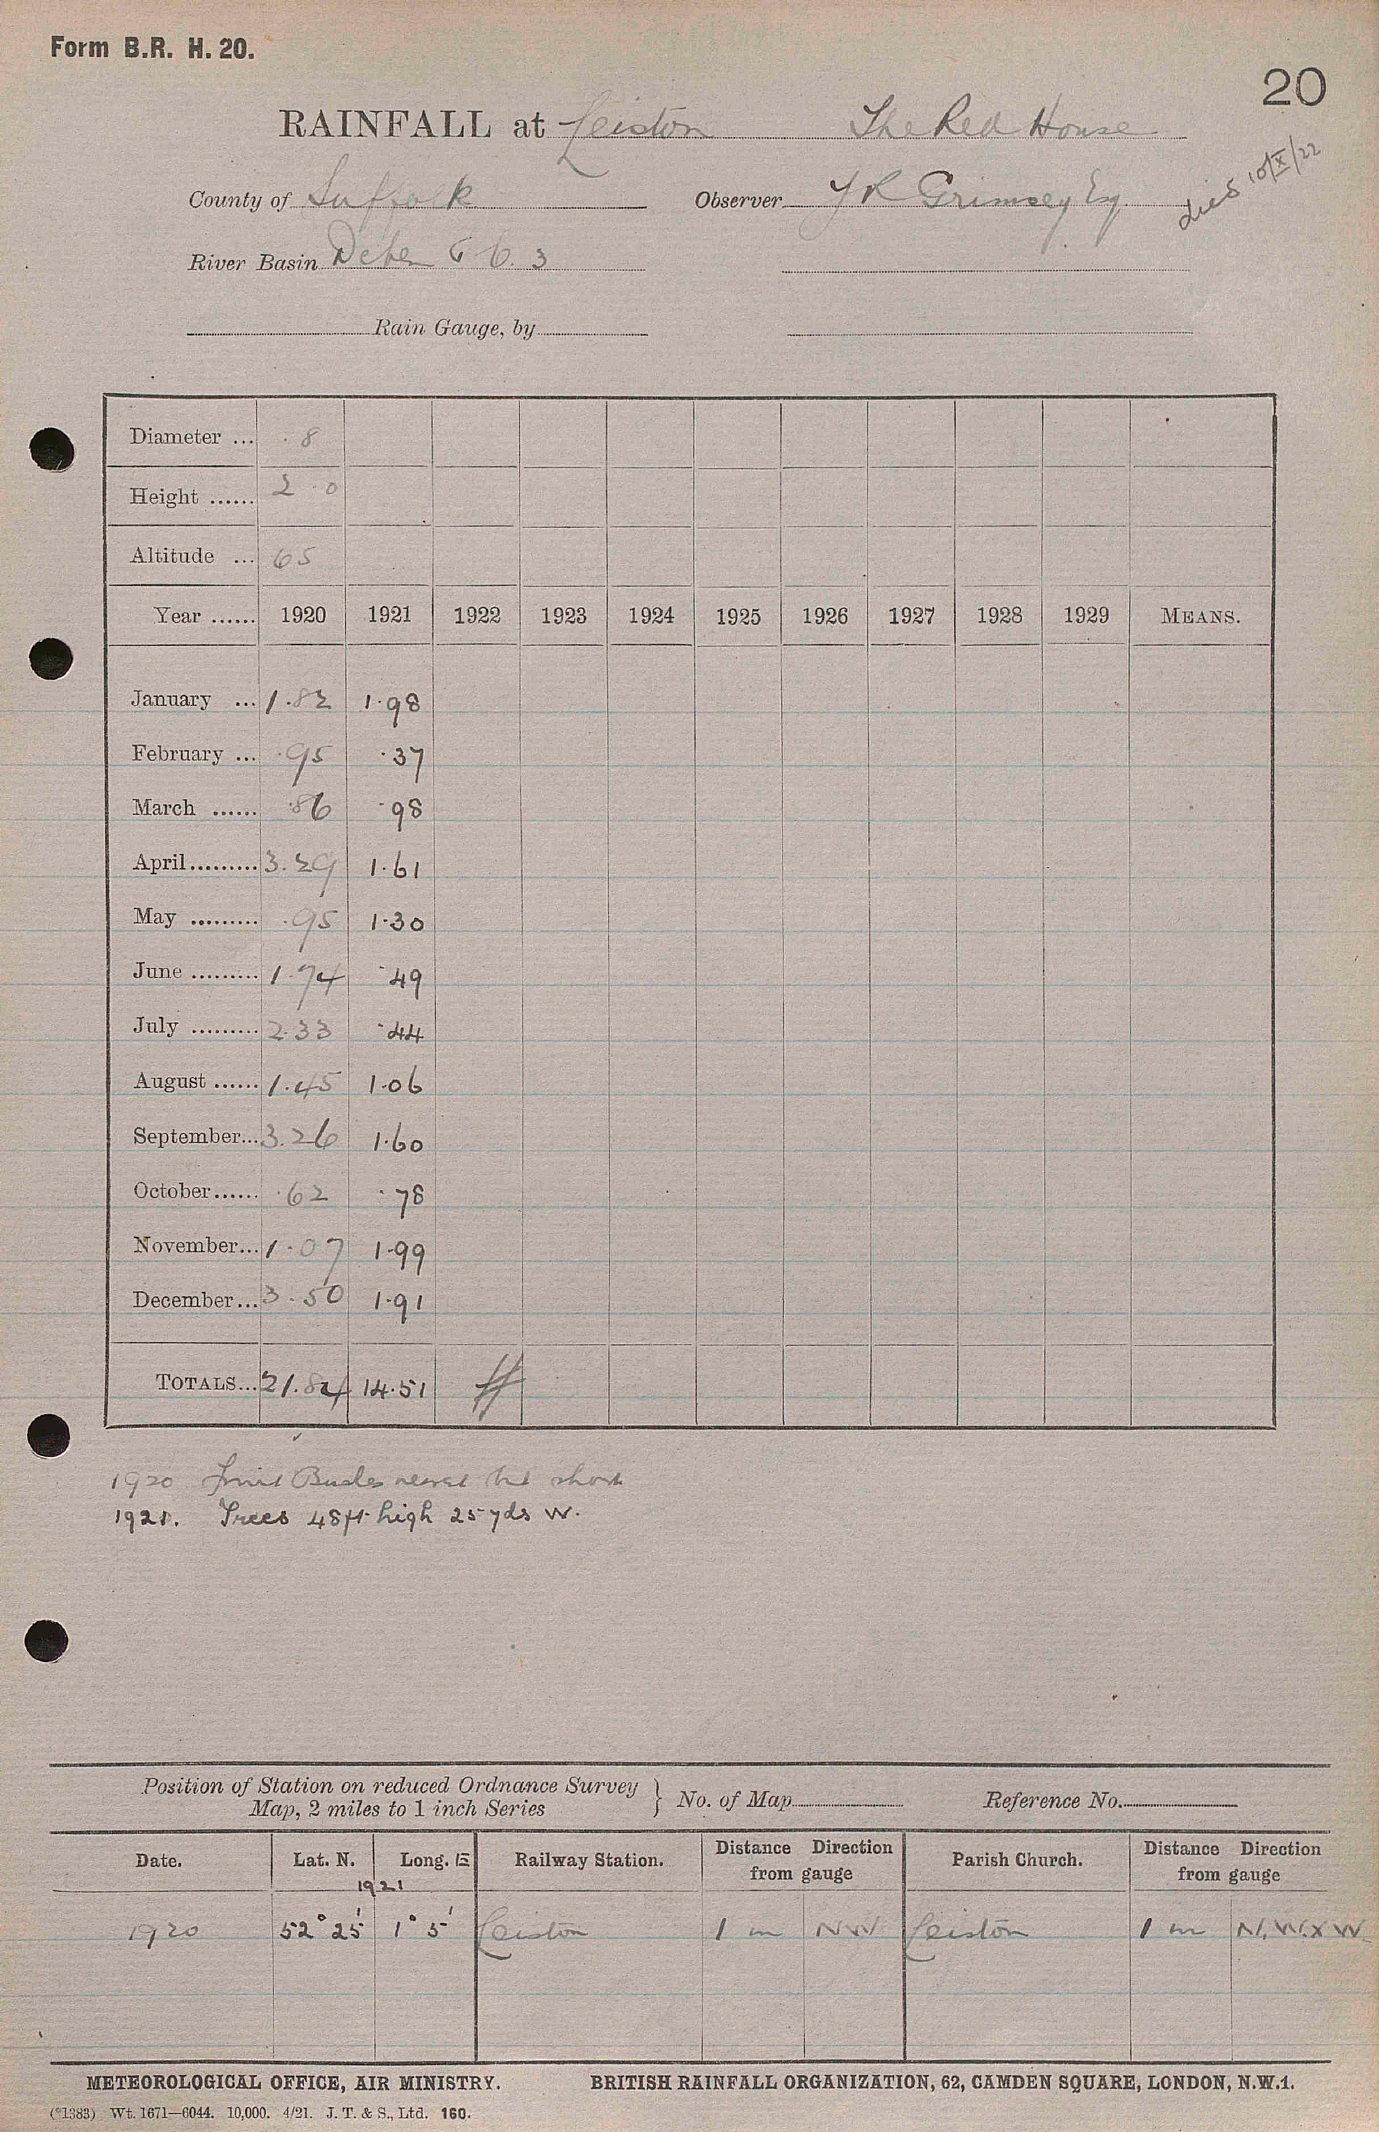 Form B.R. H. 20.
20
RAINFALL at Leiston The Red House
died 10/X/22
County of Suffolk Observer Grimsey Esq.
River Basin Deben 3
Rain Gauge, by
Diameter ... 8
Height ...... 2 . 0
Altitude ... 65
Year ...... 1920 1921 1922 1923 1924 1925 1926 1927 1928 1929 MEANS.
January ... 1.82 1.98
February ... .95 .37
March ...... .86 .98
April ......... 3.29 1.61
May ......... .95 1.30
June ......... 1.74 .49
July ......... 2.33 .44
August ...... 1.45 1.06
September... 3.26 1.60
October...... .62 .78
November... 1.07 1.99
December... 3.50 1.91
TOTALS... 21.84 14.51
1920 Fruit Bushes nearest but short
1921. Trees 48ft high 25 yds W.
Position of Station on reduced Ordnance Survey
Map, 2 miles to 1 inch Series } No. of Map Reference No.
Date. Lat. N. Long. E Railway Station. Distance Direction from gauge Parish Church. Distance Direction from gauge
1921
1920 52° 25' 1° 5' Leiston 1 m NW Leiston 1 m N.W.x W.
METEOROLOGICAL OFFICE, AIR MINISTRY. BRITISH RAINFALL ORGANIZATION, 62, CAMDEN SQUARE, LONDON, N.W.1.
(*1383) Wt. 1671—6044. 10,000. 4/21. J. T. & S., Ltd. 160.